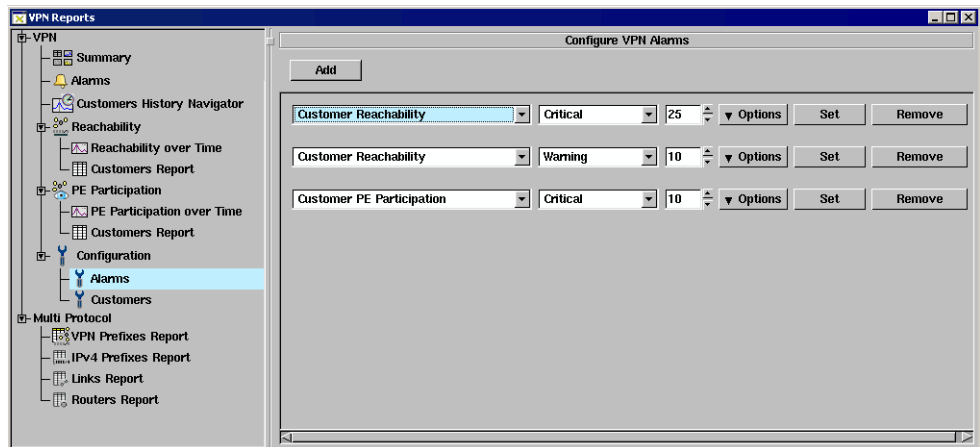 VPN Reports
VPN
Summary
Alarms
Customers History Navigator
Reachability
Reachability over Time
Customers Report
PE Participation
PE Participation over Time
Customers Report
Configuration
Alarms
Customers
Multi Protocol
VPN Prefixes Report
IPv4 Prefixes Report
Links Report
Routers Report
Configure VPN Alarms
Add
Customer Reachability Critical 25 Options Set Remove
Customer Reachability Warning 10 Options Set Remove
Customer PE Participation Critical 10 Options Set Remove